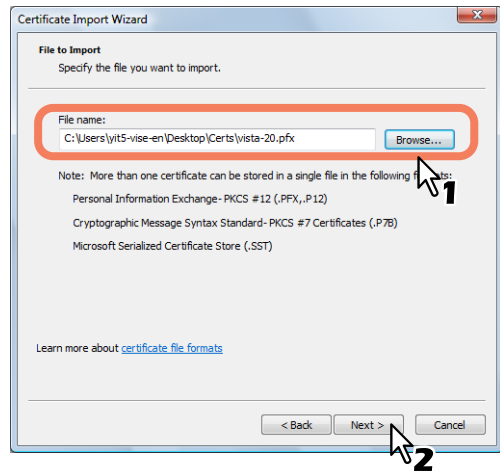 Certificate Import Wizard
File to Import
Specify the file you want to import.
File name:
C:\Users\yit5-vise-en\Desktop\Certs\vista-20.pfx
Browse...
Note: More than one certificate can be stored in a single file in the following
1
Personal Information Exchange- PKCS #12 (.PFX,.P12)
Cryptographic Message Syntax Standard- PKCS #7 Certificates (.P7B)
Microsoft Serialized Certificate Store (.SST)
Learn more about certificate file formats
< Back Next > Cancel
2